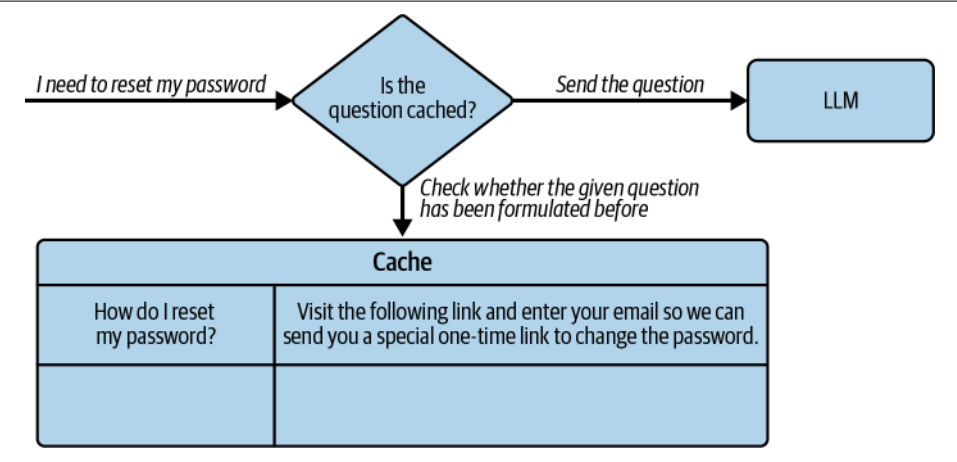 I need to reset my password
Is the
question cached?
Send the question
LLM
Check whether the given question
has been formulated before
Cache
How do I reset
my password?
Visit the following link and enter your email so we can
send you a special one-time link to change the password.